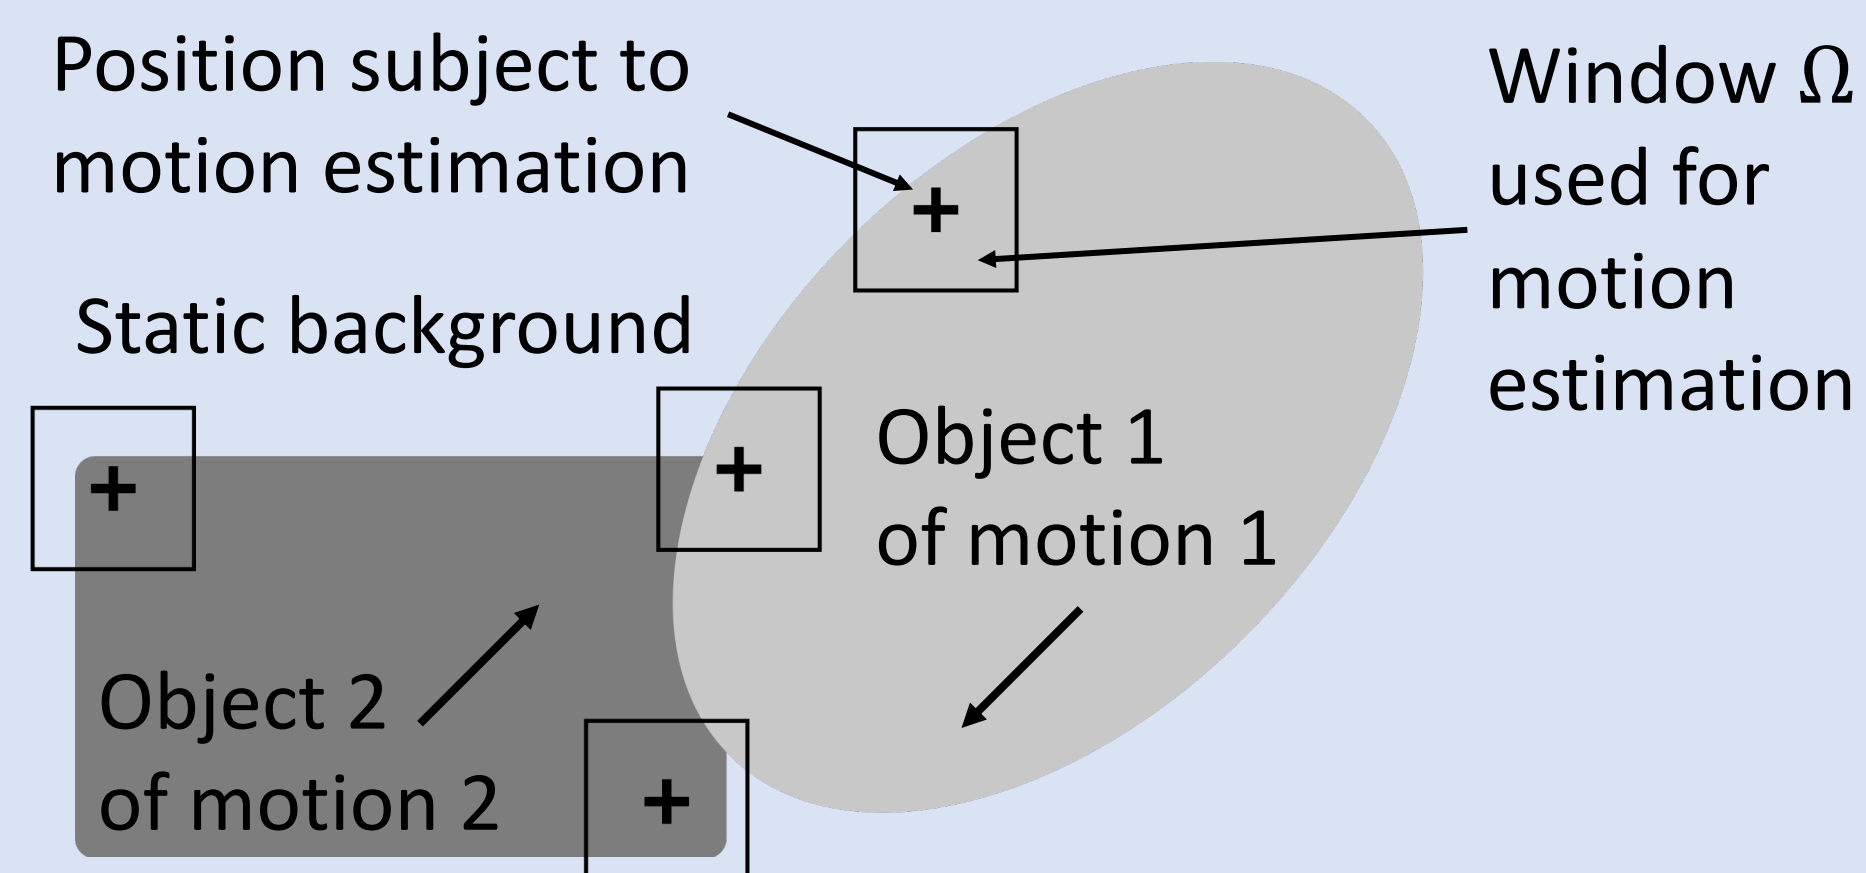 Position subject to
motion estimation
Window Ω
used for
motion
estimation
Static background
Object 1
of motion 1
Object 2
of motion 2